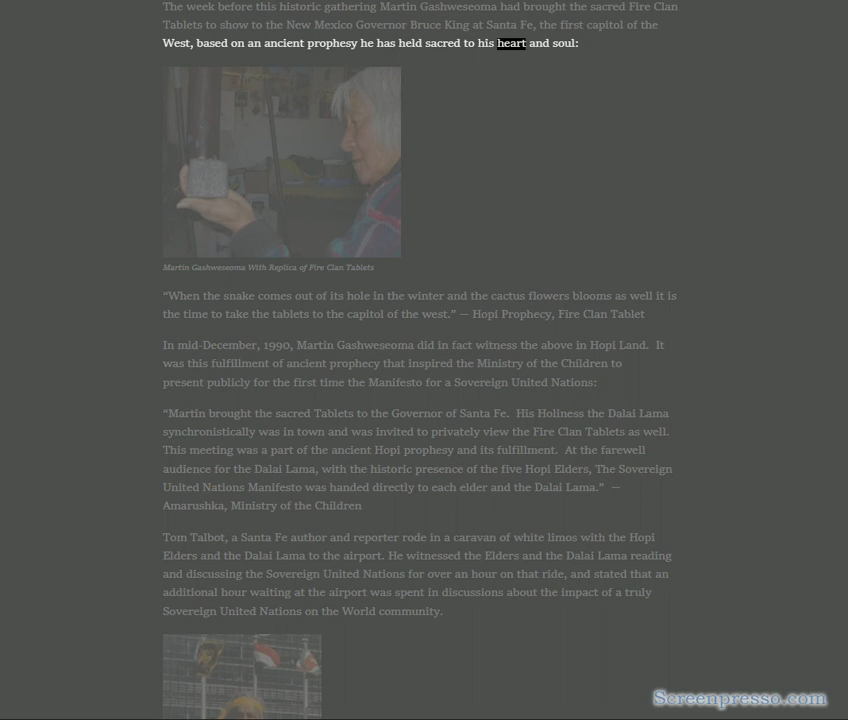 The week before this historic gathering Martin Gashweseoma had brought the sacred Fire Clan
Tablets to show to the New Mexico Governor Bruce King at Santa Fe, the first capitol of the
West, based on an ancient prophesy he has held sacred to his heart and soul:
Martin Gashweseoma With Replica of Fire Clan Tablets
“When the snake comes out of its hole in the winter and the cactus flowers blooms as well it is
the time to take the tablets to the capitol of the west.” — Hopi Prophecy, Fire Clan Tablet
In mid-December, 1990, Martin Gashweseoma did in fact witness the above in Hopi Land.  It
was this fulfillment of ancient prophecy that inspired the Ministry of the Children to
present publicly for the first time the Manifesto for a Sovereign United Nations:
“Martin brought the sacred Tablets to the Governor of Santa Fe.  His Holiness the Dalai Lama
synchronistically was in town and was invited to privately view the Fire Clan Tablets as well.
This meeting was a part of the ancient Hopi prophesy and its fulfillment.  At the farewell
audience for the Dalai Lama, with the historic presence of the five Hopi Elders, The Sovereign
United Nations Manifesto was handed directly to each elder and the Dalai Lama.”  —
Amarushka, Ministry of the Children
Tom Talbot, a Santa Fe author and reporter rode in a caravan of white limos with the Hopi
Elders and the Dalai Lama to the airport. He witnessed the Elders and the Dalai Lama reading
and discussing the Sovereign United Nations for over an hour on that ride, and stated that an
additional hour waiting at the airport was spent in discussions about the impact of a truly
Sovereign United Nations on the World community.
Screenpresso.com